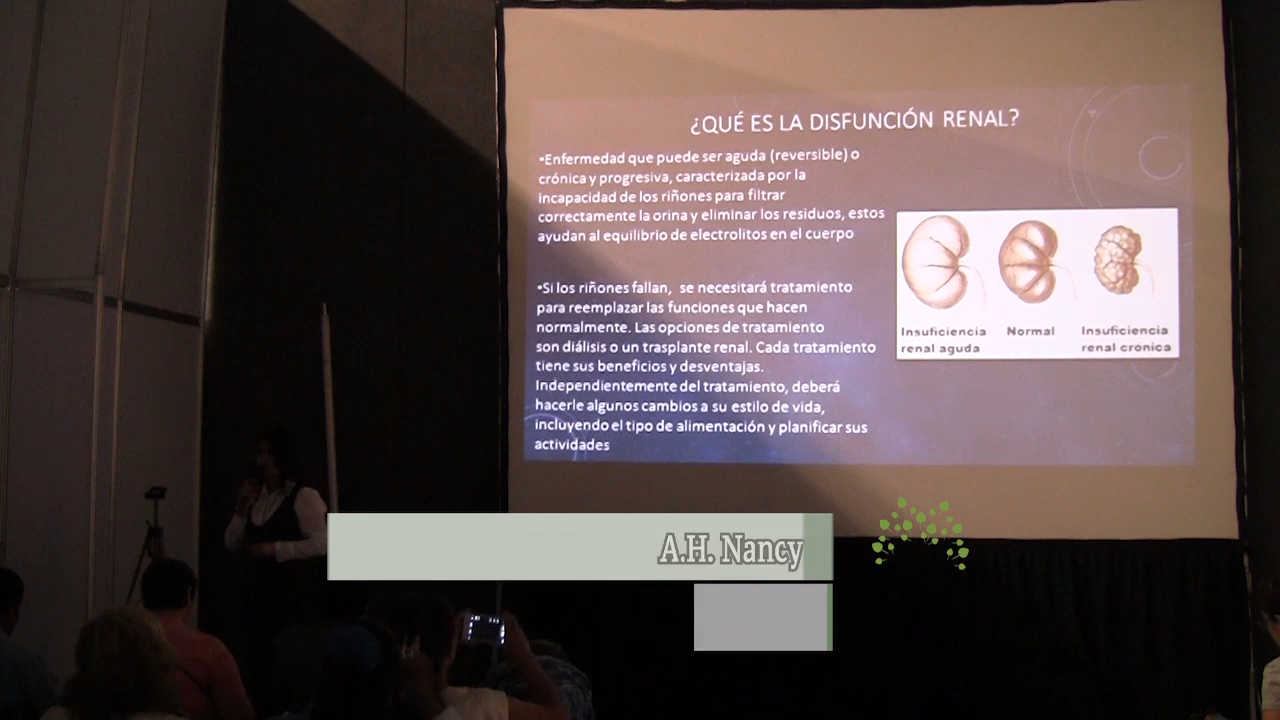 ¿QUÉ ES LA DISFUNCIÓN RENAL?
•Enfermedad que puede ser aguda (reversible) o
crónica y progresiva, caracterizada por la
incapacidad de los riñones para filtrar
correctamente la orina y eliminar los residuos, estos
ayudan al equilibrio de electrolitos en el cuerpo
•Si los riñones fallan, se necesitará tratamiento
para reemplazar las funciones que hacen
normalmente. Las opciones de tratamiento
son diálisis o un trasplante renal. Cada tratamiento
tiene sus beneficios y desventajas.
Independientemente del tratamiento, deberá
hacerle algunos cambios a su estilo de vida,
incluyendo el tipo de alimentación y planificar sus
actividades
Insuficiencia
renal aguda
Normal
Insuficiencia
renal crónica
A.H. Nancy